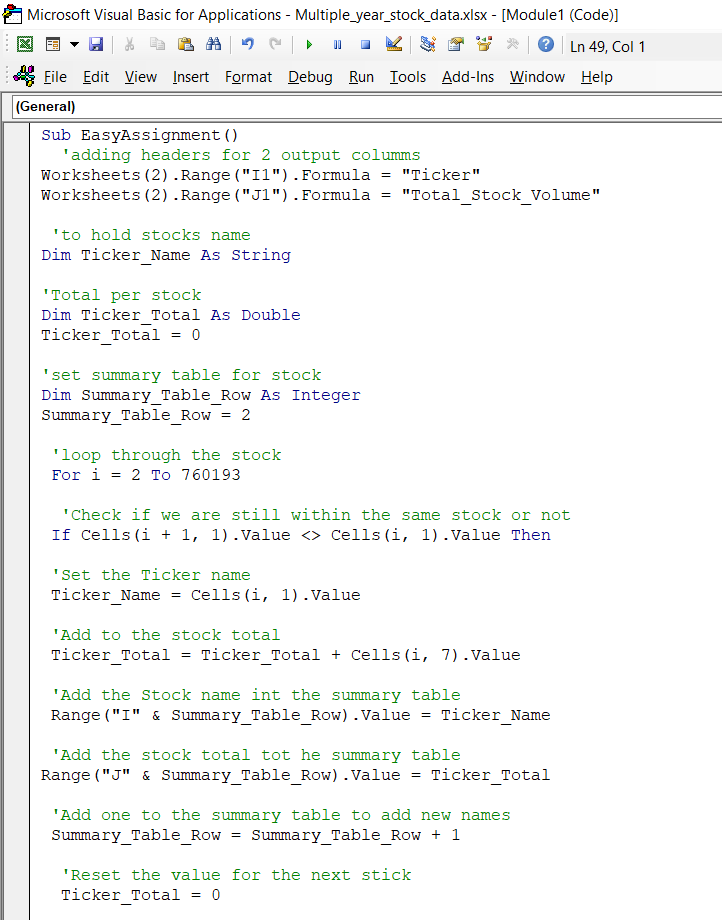 Microsoft Visual Basic for Applications - Multiple_year_stock_data.xlsx - [Module1 (Code)]
Ln 49, Col 1
File Edit View Insert Format Debug Run Tools Add-Ins Window Help
(General)
Sub EasyAssignment()
'adding headers for 2 output columms
Worksheets(2).Range("I1").Formula = "Ticker"
Worksheets(2).Range("J1").Formula = "Total_Stock_Volume"
'to hold stocks name
Dim Ticker_Name As String
'Total per stock
Dim Ticker_Total As Double
Ticker_Total = 0
'set summary table for stock
Dim Summary_Table_Row As Integer
Summary_Table_Row = 2
'loop through the stock
For i = 2 To 760193
'Check if we are still within the same stock or not
If Cells(i + 1, 1).Value <> Cells(i, 1).Value Then
'Set the Ticker name
Ticker_Name = Cells(i, 1).Value
'Add to the stock total
Ticker_Total = Ticker_Total + Cells(i, 7).Value
'Add the Stock name int the summary table
Range("I" & Summary_Table_Row).Value = Ticker_Name
'Add the stock total tot he summary table
Range("J" & Summary_Table_Row).Value = Ticker_Total
'Add one to the summary table to add new names
Summary_Table_Row = Summary_Table_Row + 1
'Reset the value for the next stick
Ticker_Total = 0